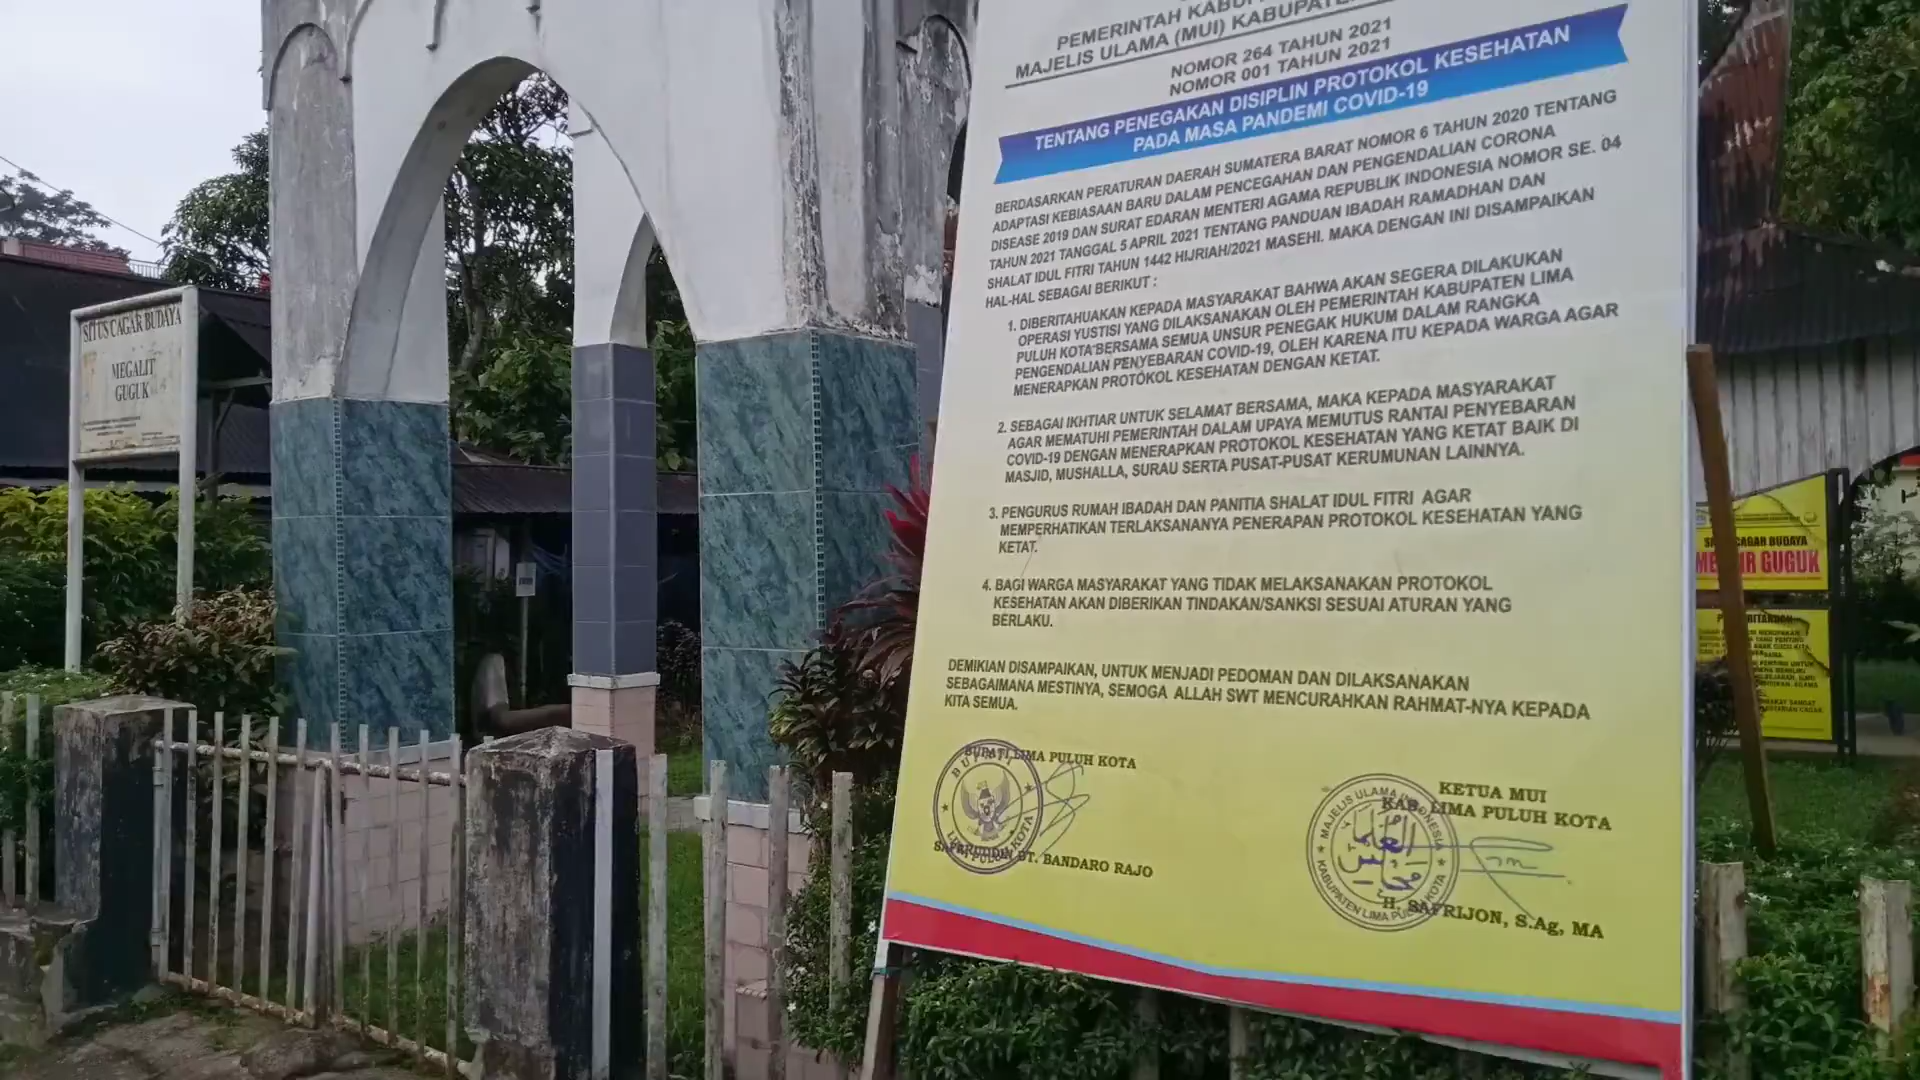 SITUS CAGAR BUDAYA
MEGALIT
GUGUK
PEMERINTAH
MAJELIS ULAMA (MUI) KABUPATEN
NOMOR 264 TAHUN 2021
NOMOR 001 TAHUN 2021
TENTANG PENEGAKAN DISIPLIN PROTOKOL KESEHATAN
PADA MASA PANDEMI COVID-19
BERDASARKAN PERATURAN DAERAH SUMATERA BARAT NOMOR 6 TAHUN 2020 TENTANG
ADAPTASI KEBIASAAN BARU DALAM PENCEGAHAN DAN PENGENDALIAN CORONA
DISEASE 2019 DAN SURAT EDARAN MENTERI AGAMA REPUBLIK INDONESIA NOMOR SE. 04
TAHUN 2021 TANGGAL 5 APRIL 2021 TENTANG PANDUAN IBADAH RAMADHAN DAN
SHALAT IDUL FITRI TAHUN 1442 HIJRIAH/2021 MASEHI. MAKA DENGAN INI DISAMPAIKAN
HAL-HAL SEBAGAI BERIKUT :
1. DIBERITAHUAKAN KEPADA MASYARAKAT BAHWA AKAN SEGERA DILAKUKAN
OPERASI YUSTISI YANG DILAKSANAKAN OLEH PEMERINTAH KABUPATEN LIMA
PULUH KOTA BERSAMA SEMUA UNSUR PENEGAK HUKUM DALAM RANGKA
PENGENDALIAN PENYEBARAN COVID-19, OLEH KARENA ITU KEPADA WARGA AGAR
MENERAPKAN PROTOKOL KESEHATAN DENGAN KETAT.
2. SEBAGAI IKHTIAR UNTUK SELAMAT BERSAMA, MAKA KEPADA MASYARAKAT
AGAR MEMATUHI PEMERINTAH DALAM UPAYA MEMUTUS RANTAI PENYEBARAN
COVID-19 DENGAN MENERAPKAN PROTOKOL KESEHATAN YANG KETAT BAIK DI
MASJID, MUSHALLA, SURAU SERTA PUSAT-PUSAT KERUMUNAN LAINNYA.
3. PENGURUS RUMAH IBADAH DAN PANITIA SHALAT IDUL FITRI AGAR
MEMPERHATIKAN TERLAKSANANYA PENERAPAN PROTOKOL KESEHATAN YANG
KETAT.
4. BAGI WARGA MASYARAKAT YANG TIDAK MELAKSANAKAN PROTOKOL
KESEHATAN AKAN DIBERIKAN TINDAKAN/SANKSI SESUAI ATURAN YANG
BERLAKU.
DEMIKIAN DISAMPAIKAN, UNTUK MENJADI PEDOMAN DAN DILAKSANAKAN
SEBAGAIMANA MESTINYA, SEMOGA ALLAH SWT MENCURAHKAN RAHMAT-NYA KEPADA
KITA SEMUA.
BUPATI LIMA PULUH KOTA
BUPATI
LIMA PULUH KOTA
SAFARUDDIN DT. BANDARO RAJO
KETUA MUI
KAB. LIMA PULUH KOTA
MAJELIS ULAMA INDONESIA
KABUPATEN LIMA PULUH KOTA
H. SAFRIJON, S.Ag, MA
CAGAR BUDAYA
GUGUK